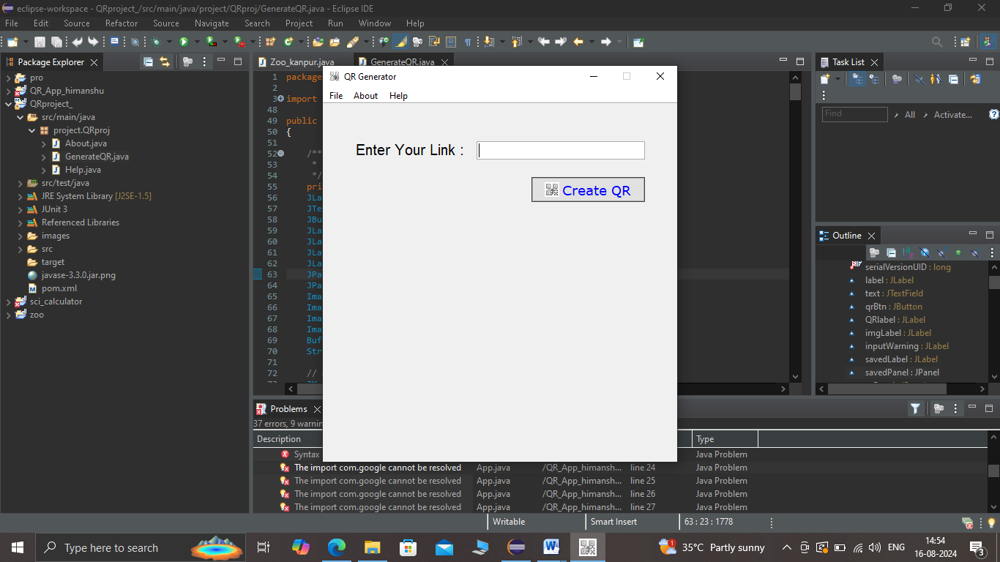 eclipse-workspace - QRproject_/src/main/java/project/QRproj/GenerateQR.java - Eclipse IDE
File Edit Source Refactor Source Navigate Search Project Run Window Help
Package Explorer
pro
QR_App_himanshu
QRproject_
src/main/java
project.QRproj
About.java
GenerateQR.java
Help.java
src/test/java
JRE System Library [J2SE-1.5]
JUnit 3
Referenced Libraries
images
src
target
javase-3.3.0.jar.png
pom.xml
sci_calculator
zoo
Zoo_kanpur.java GenerateQR.java
1 package
2
3 import
48
49 public
50 {
51
52 /**
53 *
54 */
55 pri
56 JLa
57 JTe
58 JBu
59 JLa
60 JLa
61 JLa
62 JLa
63 JPa
64 JPa
65 Ima
66 Ima
67 Ima
68 Ima
69 Buf
70 Str
71
72 //
QR Generator
File About Help
Enter Your Link :
Create QR
Task List
Find All Activate...
Outline
serialVersionUID : long
label : JLabel
text : JTextField
qrBtn : JButton
QRlabel : JLabel
imgLabel : JLabel
inputWarning : JLabel
savedLabel : JLabel
savedPanel : JPanel
Problems
37 errors, 9 warnin
Description Type
Syntax Java Problem
The import com.google cannot be resolved App.java /QR_App_himansh... line 24 Java Problem
The import com.google cannot be resolved App.java /QR_App_himansh... line 25 Java Problem
The import com.google cannot be resolved App.java /QR_App_himansh... line 26 Java Problem
The import com.google cannot be resolved App.java /QR_App_himansh... line 27 Java Problem
Writable Smart Insert 63 : 23 : 1778
Type here to search
1 35°C Partly sunny ENG 14:54
16-08-2024 3